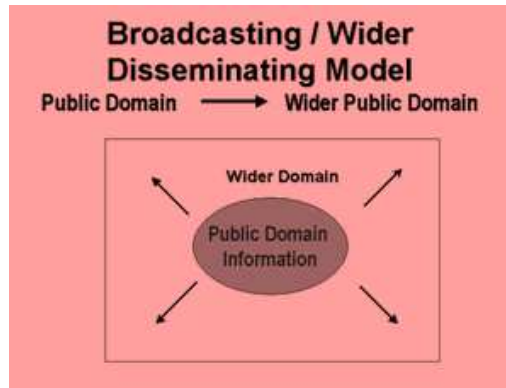 Broadcasting / Wider
Disseminating Model
Public Domain Wider Public Domain
Wider Domain
Public Domain
Information